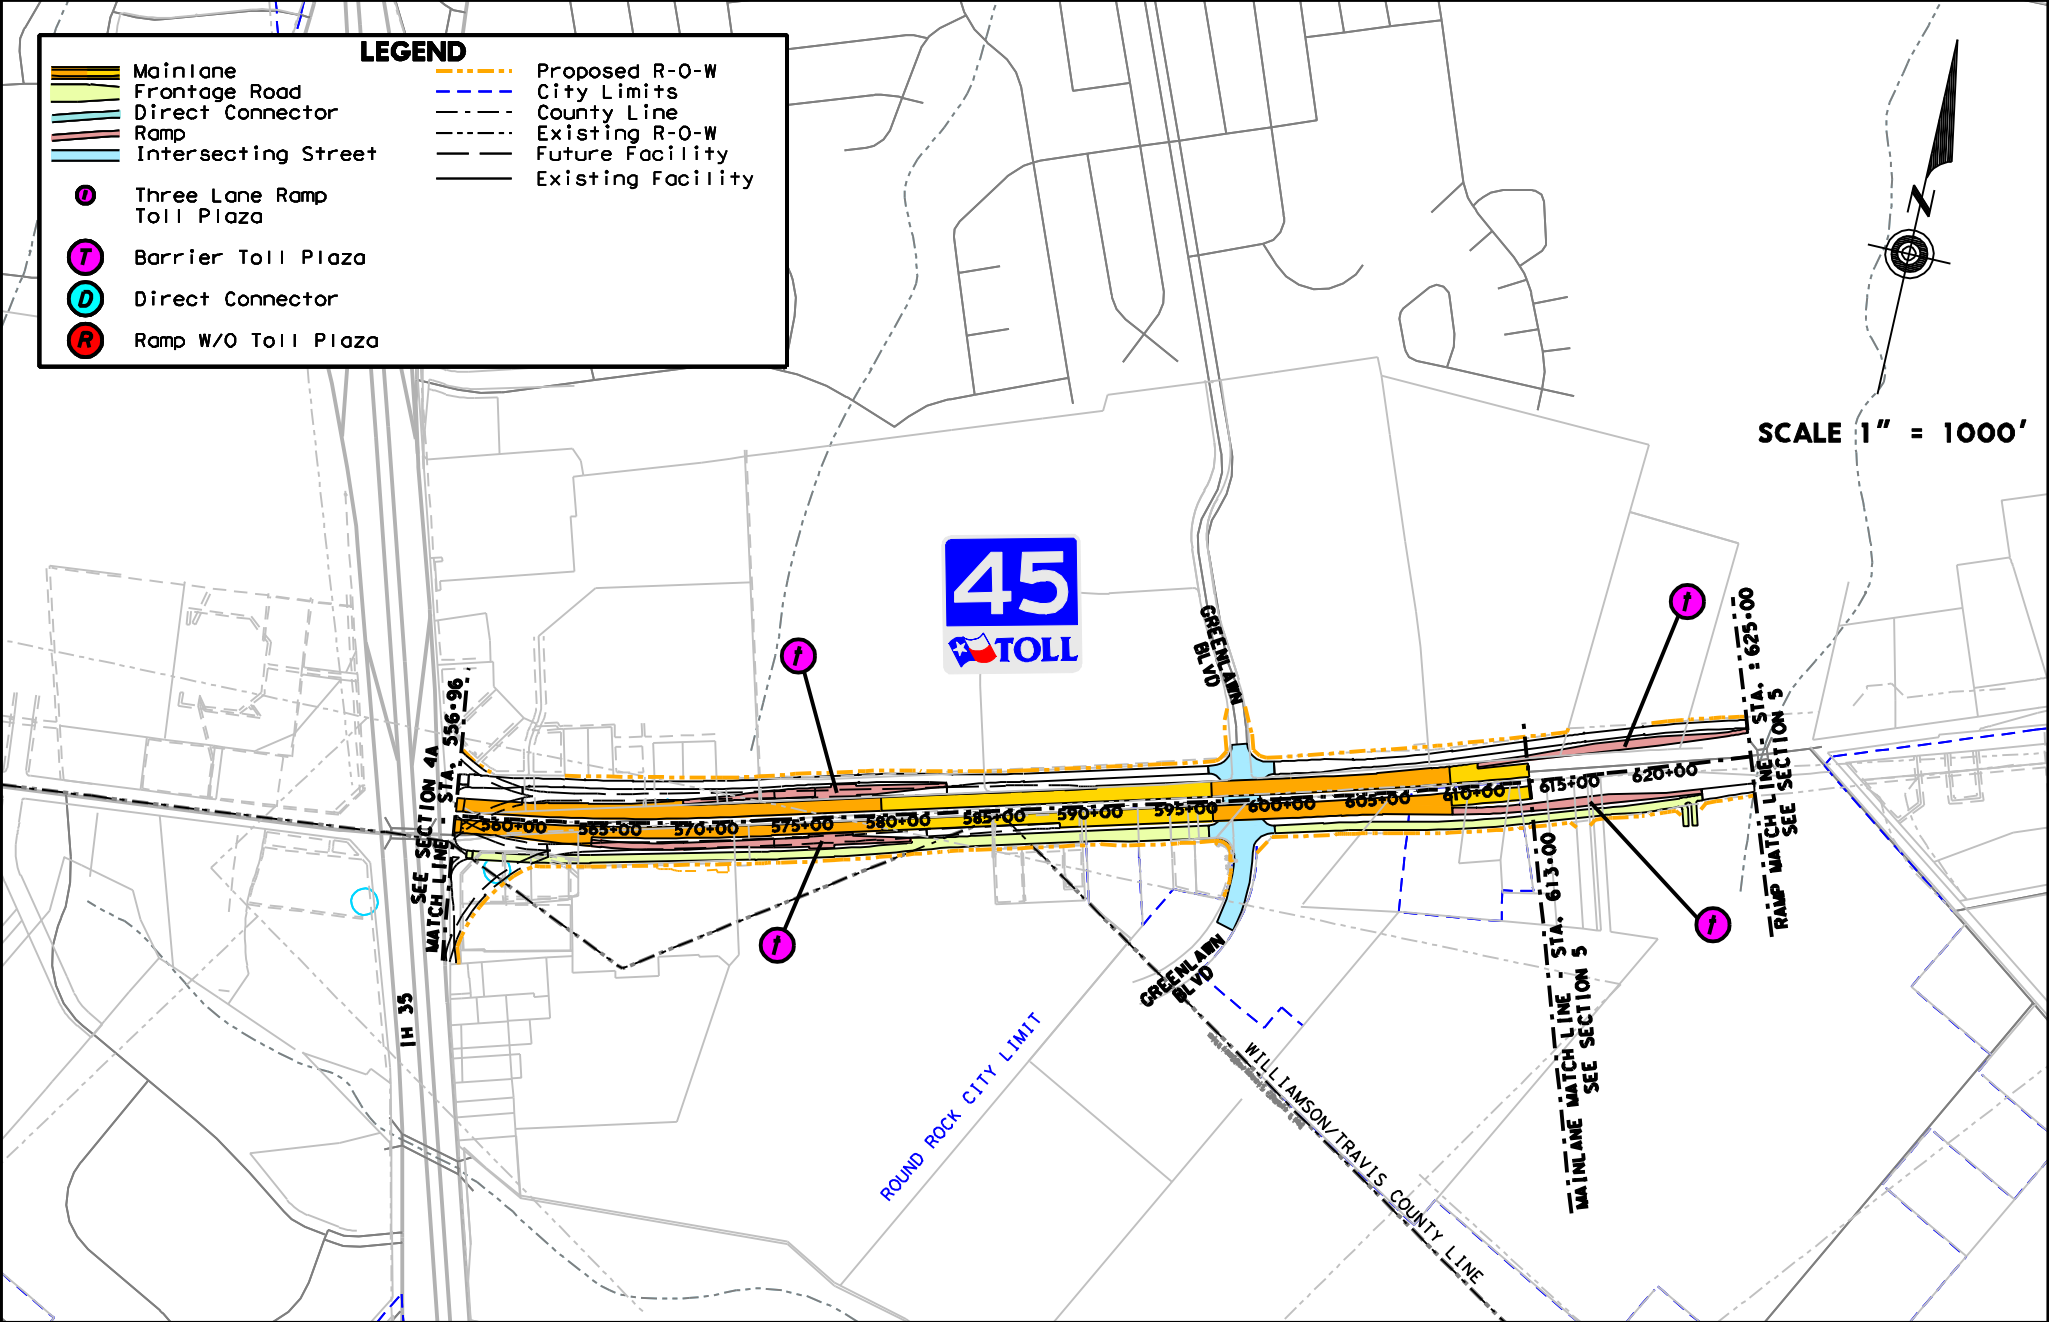 LEGEND
Mainlane
Frontage Road
Direct Connector
Ramp
Intersecting Street
Three Lane Ramp
Toll Plaza
T
Barrier Toll Plaza
D
Direct Connector
R
Ramp W/O Toll Plaza
Proposed R-O-W
City Limits
County Line
Existing R-O-W
Future Facility
Existing Facility
N
SCALE 1" = 1000'
45
TOLL
GREENLAWN
BLVD
t
t
t
t
SEE SECTION 4A
MATCH LINE - STA. 556+96
560+00
565+00
570+00
575+00
580+00
585+00
590+00
595+00
600+00
605+00
610+00
615+00
620+00
RAMP MATCH LINE - STA. : 625+00
SEE SECTION 5
MAINLANE MATCH LINE - STA. 613+00
SEE SECTION 5
GREENLAWN
BLVD
IH 35
ROUND ROCK CITY LIMIT
WILLIAMSON/TRAVIS COUNTY LINE